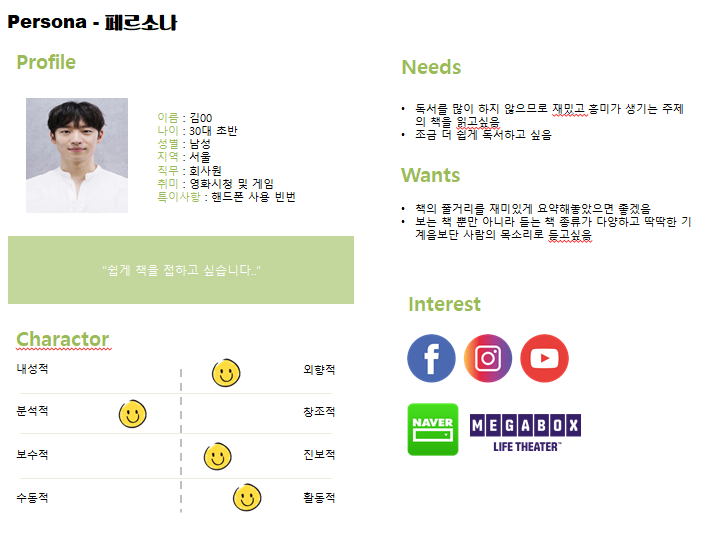 Persona - 페르소나
Profile
이름 : 김00
나이 : 30대 초반
성별 : 남성
지역 : 서울
직무 : 회사원
취미 : 영화시청 및 게임
특이사항 : 핸드폰 사용 빈번
"쉽게 책을 접하고 싶습니다.."
Charactor
내성적 외향적
분석적 창조적
보수적 진보적
수동적 활동적
Needs
• 독서를 많이 하지 않으므로 재밌고 흥미가 생기는 주제
의 책을 읽고싶음
• 조금 더 쉽게 독서하고 싶음
Wants
• 책의 줄거리를 재미있게 요약해놓았으면 좋겠음
• 보는 책 뿐만 아니라 듣는 책 종류가 다양하고 딱딱한 기
계음보단 사람의 목소리로 듣고싶음
Interest
NAVER
MEGABOX
LIFE THEATER™